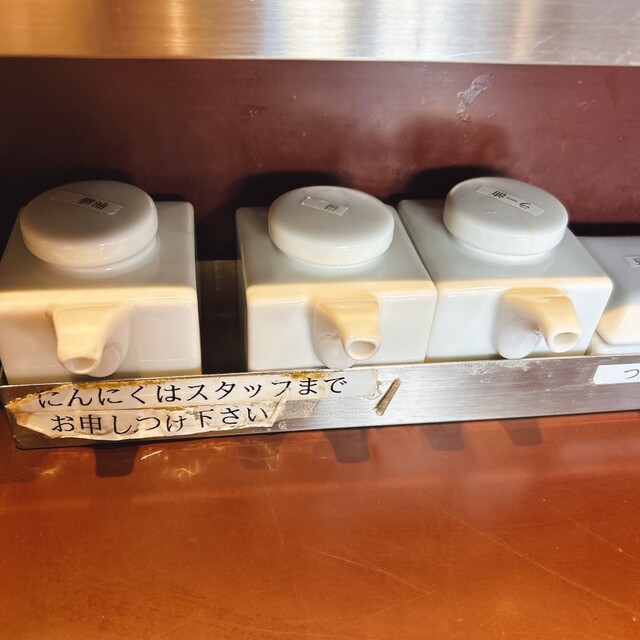 醤油
酢
ラー油
にんにくはスタッフまで
お申しつけ下さい
つ